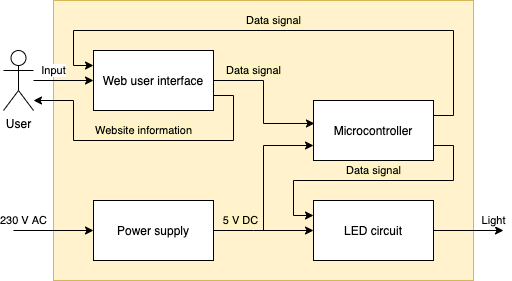 Data signal
Input
Web user interface
Data signal
User
Website information
Microcontroller
Data signal
230 V AC
Power supply
5 V DC
LED circuit
Light